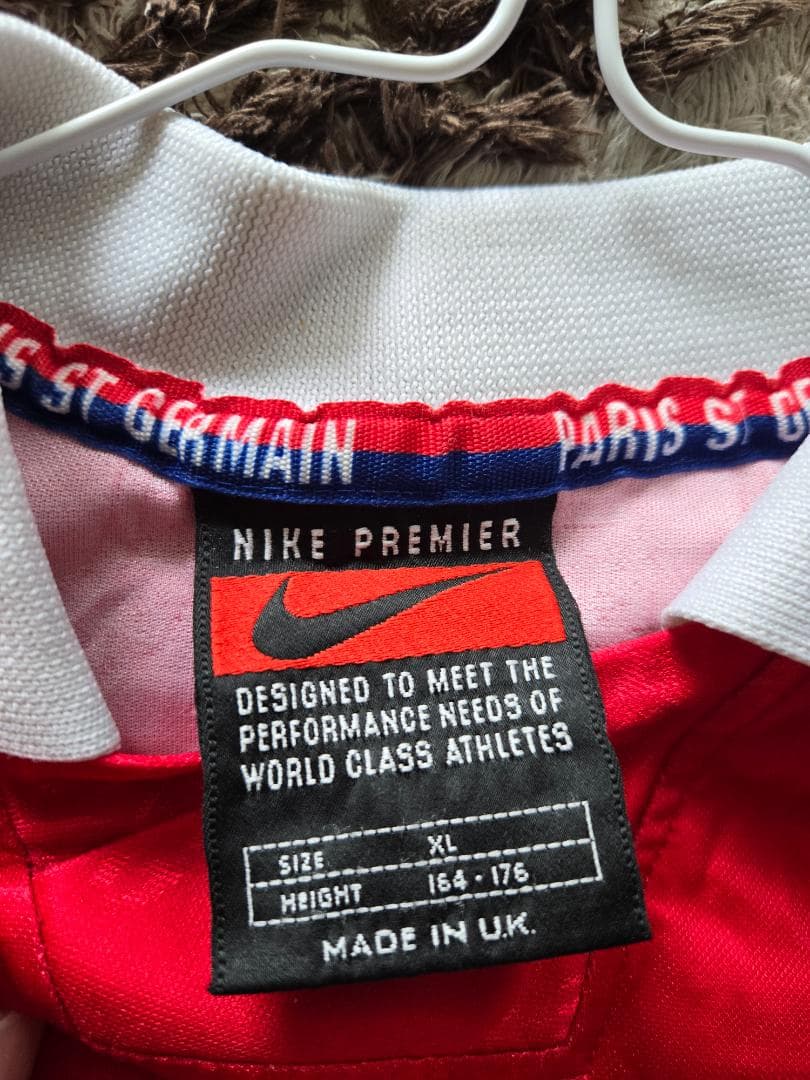 S ST GERMAIN PARIS ST G
NIKE PREMIER
DESIGNED TO MEET THE
PERFORMANCE NEEDS OF
WORLD CLASS ATHLETES
SIZE XL
HEIGHT 164 - 176
MADE IN U.K.